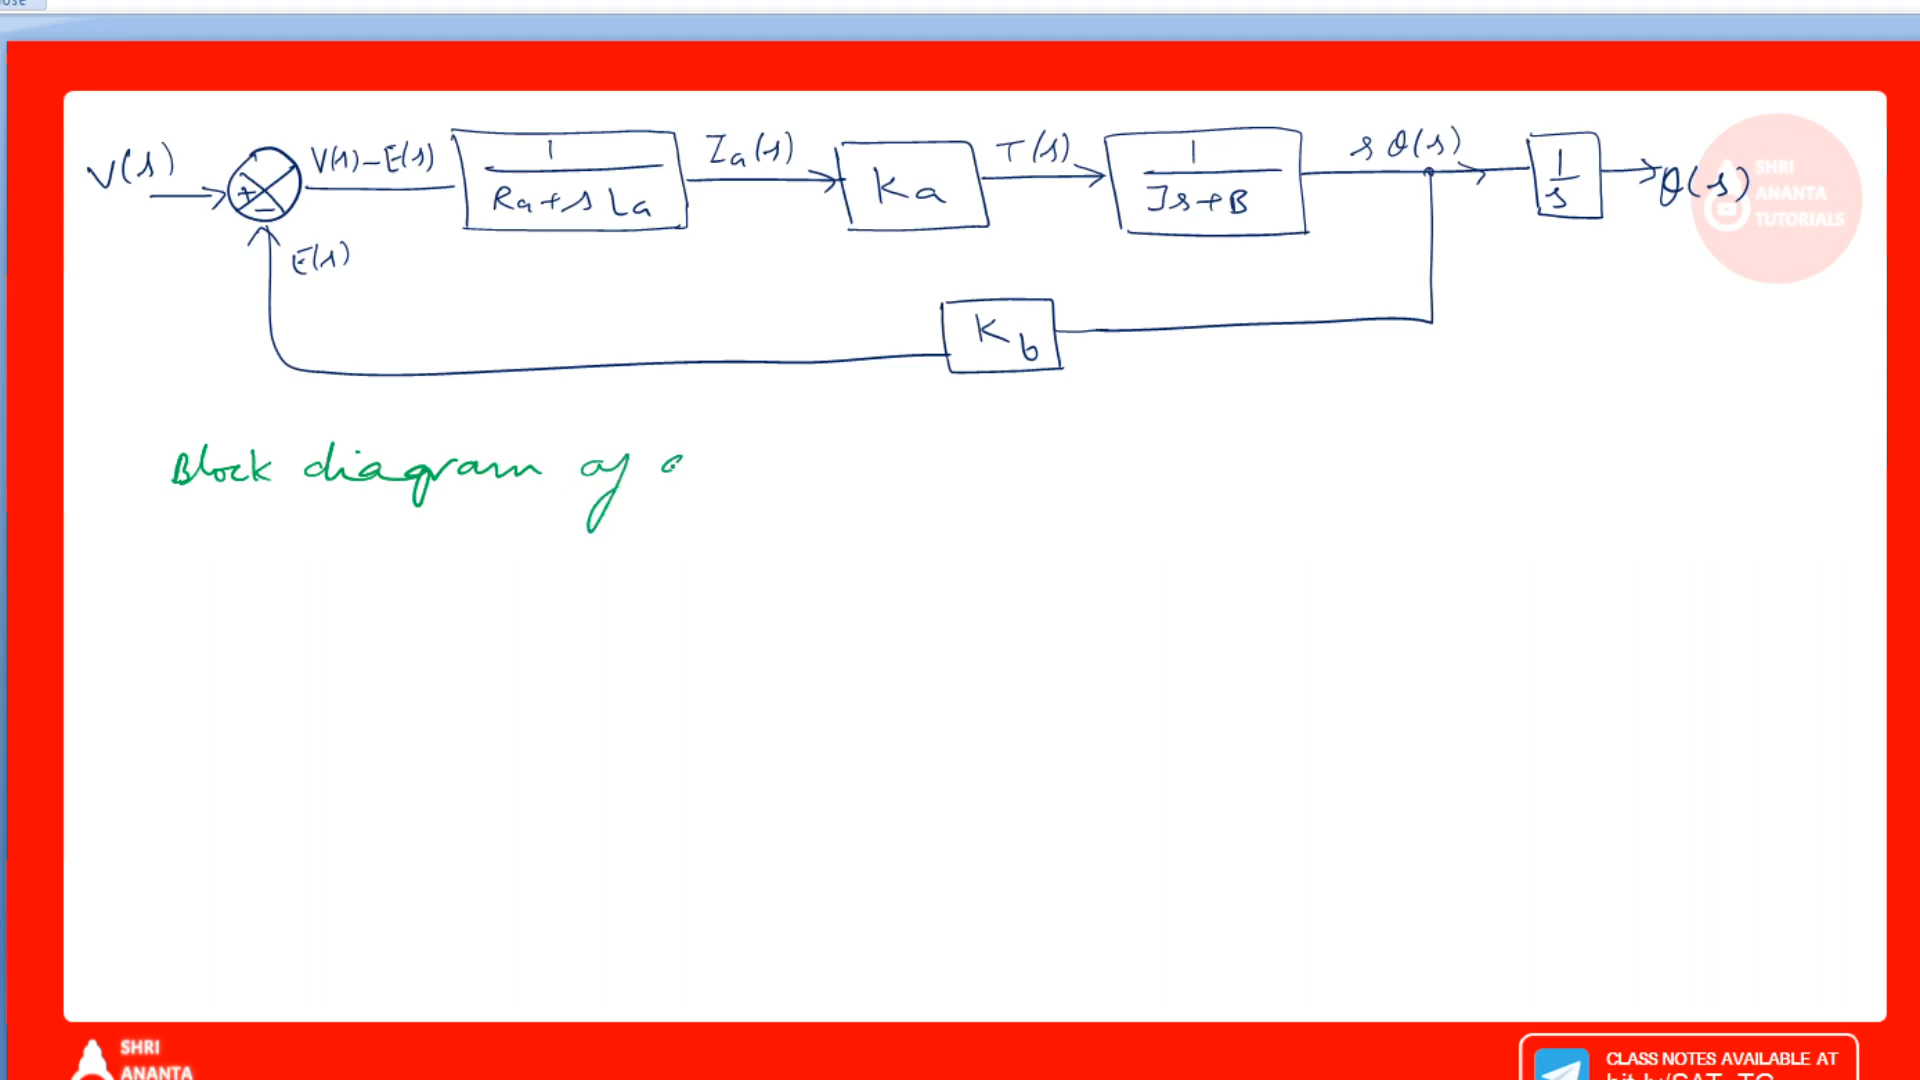 V(s) V(s)-E(s) 1 Ia(s) Ka T(s) 1 sθ(s) 1 θ(s)
+ - Ra+sLa Js+B s
E(s)
Kb
Block diagram of
SHRI
ANANTA
TUTORIALS
SHRI
ANANTA
CLASS NOTES AVAILABLE AT